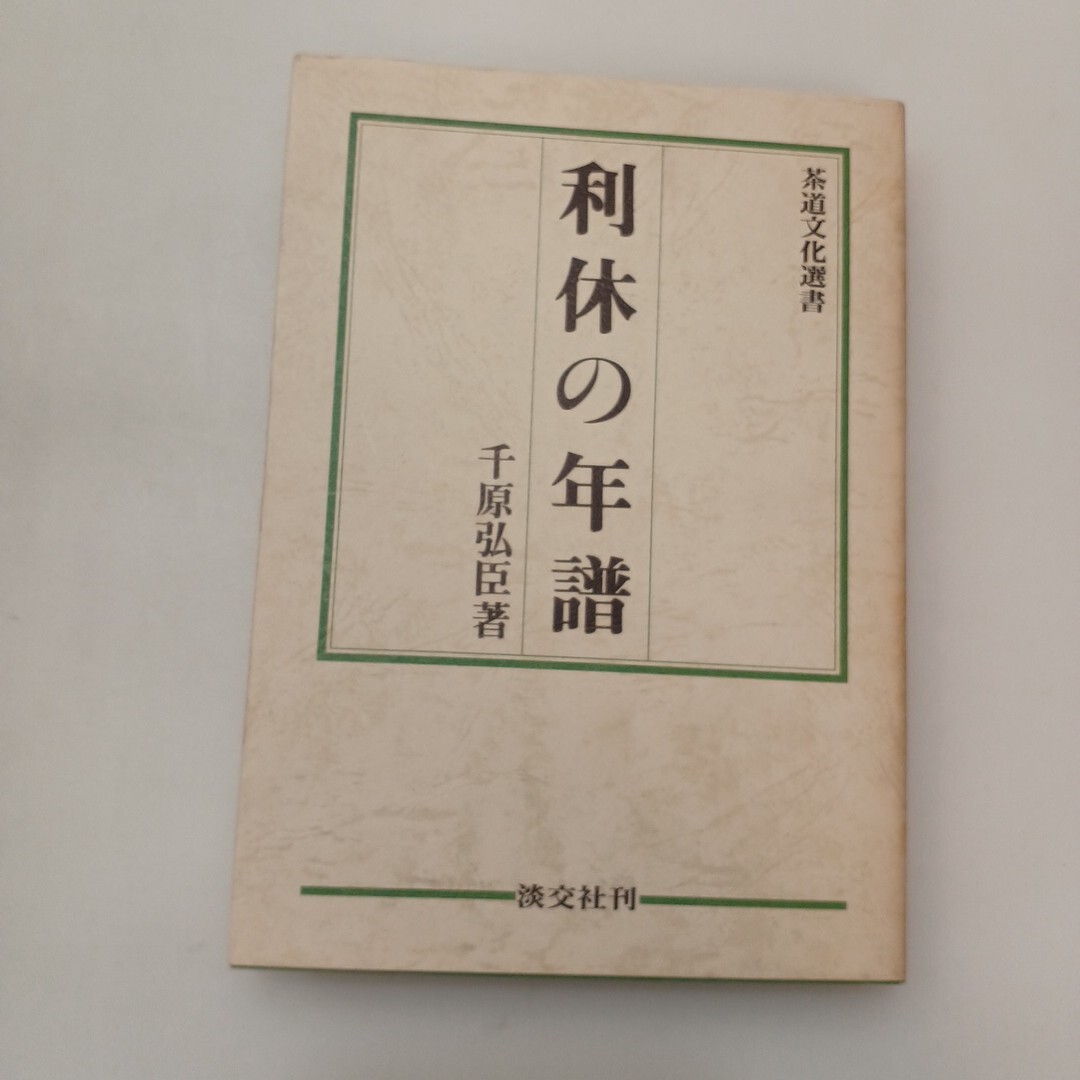 茶道文化選書
利休の年譜
千原弘臣著
淡交社刊